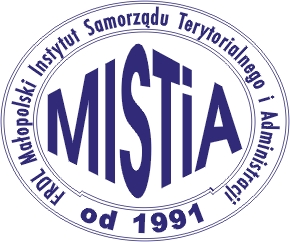 FRDL Małopolski Instytut Samorządu Terytorialnego i Administracji
MISTiA
od 1991